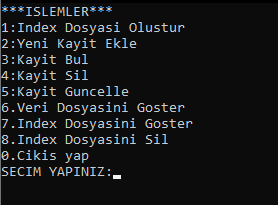 ***ISLEMLER***
1:Index Dosyasi Olustur
2:Yeni Kayit Ekle
3:Kayit Bul
4:Kayit Sil
5:Kayit Guncelle
6.Veri Dosyasini Goster
7.Index Dosyasini Goster
8.Index Dosyasini Sil
0.Cikis yap
SECIM YAPINIZ: